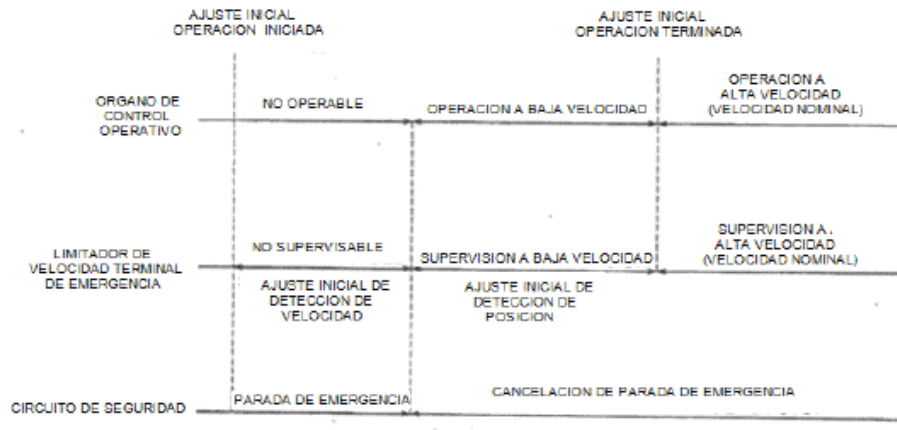 AJUSTE INICIAL
OPERACION INICIADA
AJUSTE INICIAL
OPERACION TERMINADA
ORGANO DE
CONTROL
OPERATIVO
NO OPERABLE
OPERACION A BAJA VELOCIDAD
OPERACION A
ALTA VELOCIDAD
(VELOCIDAD NOMINAL)
LIMITADOR DE
VELOCIDAD TERMINAL
DE EMERGENCIA
NO SUPERVISABLE
SUPERVISION A BAJA VELOCIDAD
SUPERVISION A
ALTA VELOCIDAD
(VELOCIDAD NOMINAL)
AJUSTE INICIAL DE
DETECCION DE
VELOCIDAD
AJUSTE INICIAL DE
DETECCION DE
POSICION
CIRCUITO DE SEGURIDAD
PARADA DE EMERGENCIA
CANCELACION DE PARADA DE EMERGENCIA